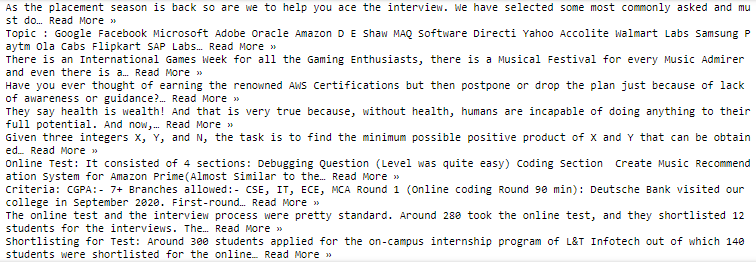 As the placement season is back so are we to help you ace the interview. We have selected some most commonly asked and mu
st do… Read More »
Topic : Google Facebook Microsoft Adobe Oracle Amazon D E Shaw MAQ Software Directi Yahoo Accolite Walmart Labs Samsung P
aytm Ola Cabs Flipkart SAP Labs… Read More »
There is an International Games Week for all the Gaming Enthusiasts, there is a Musical Festival for every Music Admirer
and even there is a… Read More »
Have you ever thought of earning the renowned AWS Certifications but then postpone or drop the plan just because of lack
of awareness or guidance?… Read More »
They say health is wealth! And that is very true because, without health, humans are incapable of doing anything to their
full potential. And now,… Read More »
Given three integers X, Y, and N, the task is to find the minimum possible positive product of X and Y that can be obtain
ed… Read More »
Online Test: It consisted of 4 sections: Debugging Question (Level was quite easy) Coding Section  Create Music Recommend
ation System for Amazon Prime(Almost Similar to the… Read More »
Criteria: CGPA:- 7+ Branches allowed:- CSE, IT, ECE, MCA Round 1 (Online coding Round 90 min): Deutsche Bank visited our
college in September 2020. First-round… Read More »
The online test and the interview process were pretty standard. Around 280 took the online test, and they shortlisted 12
students for the interviews. The… Read More »
Shortlisting for Test: Around 300 students applied for the on-campus internship program of L&T Infotech out of which 140
students were shortlisted for the online… Read More »